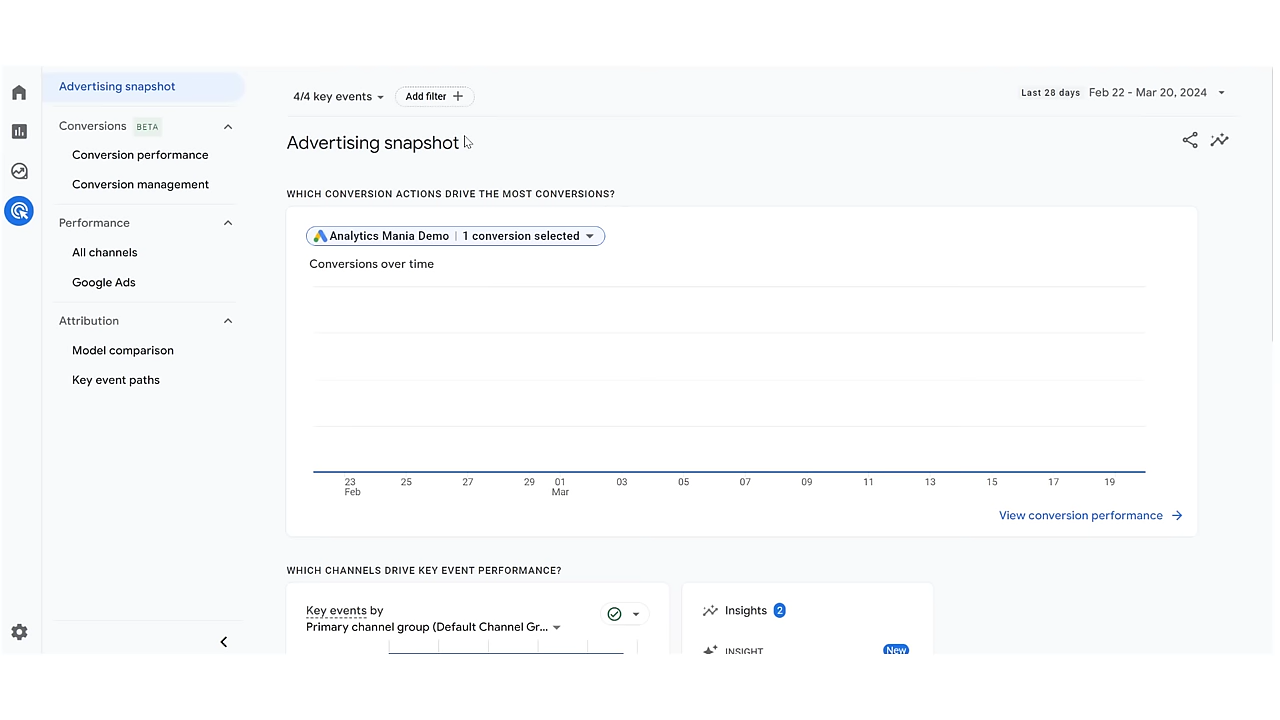 Advertising snapshot
Conversions BETA
Conversion performance
Conversion management
Performance
All channels
Google Ads
Attribution
Model comparison
Key event paths
4/4 key events
Add filter
Last 28 days Feb 22 - Mar 20, 2024
Advertising snapshot
WHICH CONVERSION ACTIONS DRIVE THE MOST CONVERSIONS?
Analytics Mania Demo | 1 conversion selected
Conversions over time
23 25 27 29 01 03 05 07 09 11 13 15 17 19
Feb Mar
View conversion performance
WHICH CHANNELS DRIVE KEY EVENT PERFORMANCE?
Key events by
Primary channel group (Default Channel Gr...
Insights 2
INSIGHT New